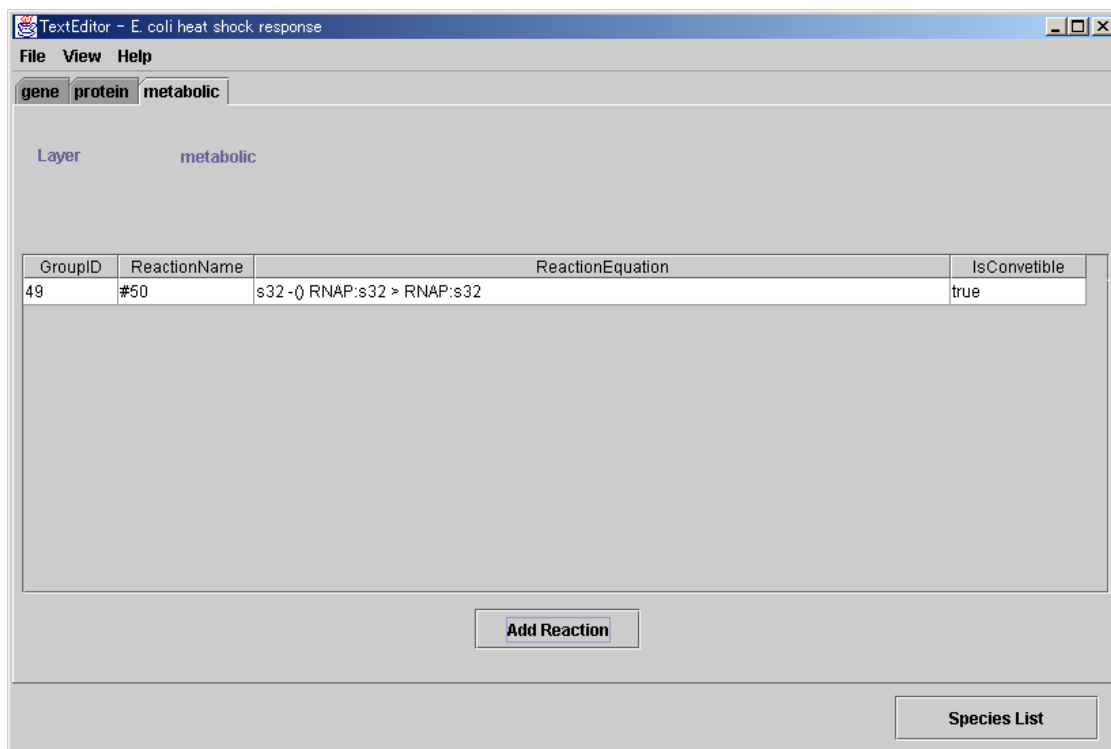 TextEditor - E. coli heat shock response
File View Help
gene protein metabolic
Layer metabolic
GroupID ReactionName ReactionEquation IsConvetible
49 #50 s32 -() RNAP:s32 > RNAP:s32 true
Add Reaction
Species List